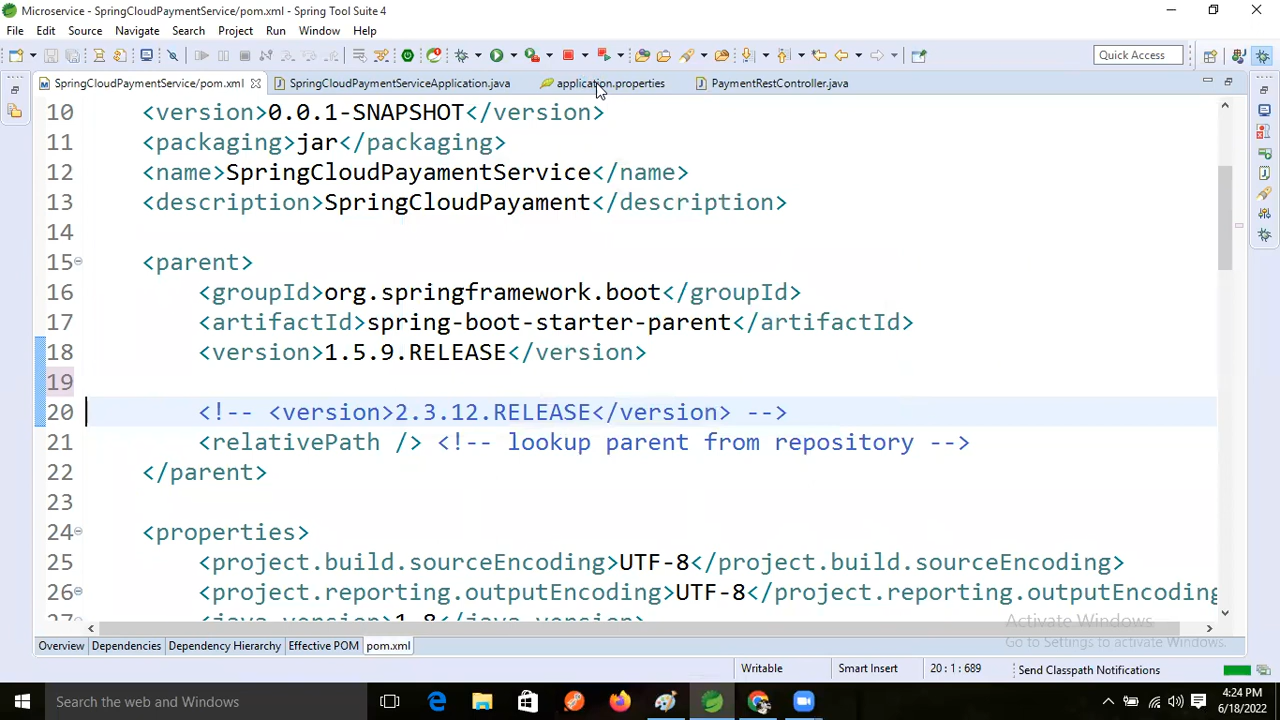 Microservice - SpringCloudPaymentService/pom.xml - Spring Tool Suite 4
File Edit Source Navigate Search Project Run Window Help
Quick Access
SpringCloudPaymentService/pom.xml SpringCloudPaymentServiceApplication.java application.properties PaymentRestController.java
10 <version>0.0.1-SNAPSHOT</version>
11 <packaging>jar</packaging>
12 <name>SpringCloudPayamentService</name>
13 <description>SpringCloudPayament</description>
14
15 <parent>
16 <groupId>org.springframework.boot</groupId>
17 <artifactId>spring-boot-starter-parent</artifactId>
18 <version>1.5.9.RELEASE</version>
19
20 <!-- <version>2.3.12.RELEASE</version> -->
21 <relativePath /> <!-- lookup parent from repository -->
22 </parent>
23
24 <properties>
25 <project.build.sourceEncoding>UTF-8</project.build.sourceEncoding>
26 <project.reporting.outputEncoding>UTF-8</project.reporting.outputEncoding
27 <java.version>1.8</java.version>
Activate Windows
Go to Settings to activate Windows.
Overview Dependencies Dependency Hierarchy Effective POM pom.xml
Writable Smart Insert 20 : 1 : 689 Send Classpath Notifications
Search the web and Windows
4:24 PM
6/18/2022